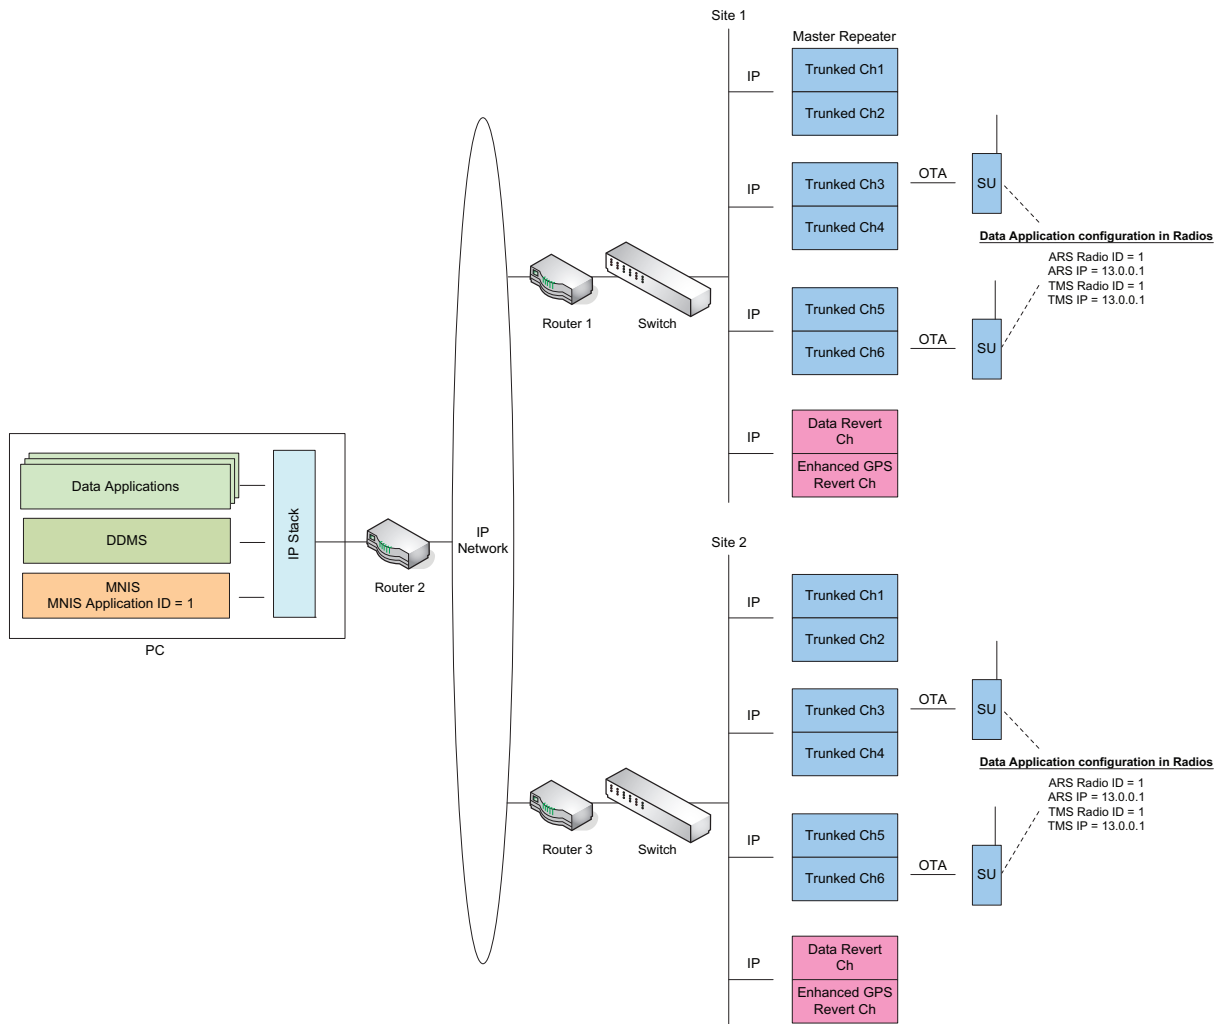 Site 1
Master Repeater
IP
Trunked Ch1
Trunked Ch2
IP
Trunked Ch3
Trunked Ch4
OTA
SU
Data Application configuration in Radios
ARS Radio ID = 1
ARS IP = 13.0.0.1
TMS Radio ID = 1
TMS IP = 13.0.0.1
Router 1
Switch
IP
Trunked Ch5
Trunked Ch6
OTA
SU
IP
Data Revert
Ch
Enhanced GPS
Revert Ch
Data Applications
DDMS
MNIS
MNIS Application ID = 1
IP Stack
PC
Router 2
IP
Network
Site 2
IP
Trunked Ch1
Trunked Ch2
IP
Trunked Ch3
Trunked Ch4
OTA
SU
Data Application configuration in Radios
ARS Radio ID = 1
ARS IP = 13.0.0.1
TMS Radio ID = 1
TMS IP = 13.0.0.1
Router 3
Switch
IP
Trunked Ch5
Trunked Ch6
OTA
SU
IP
Data Revert
Ch
Enhanced GPS
Revert Ch